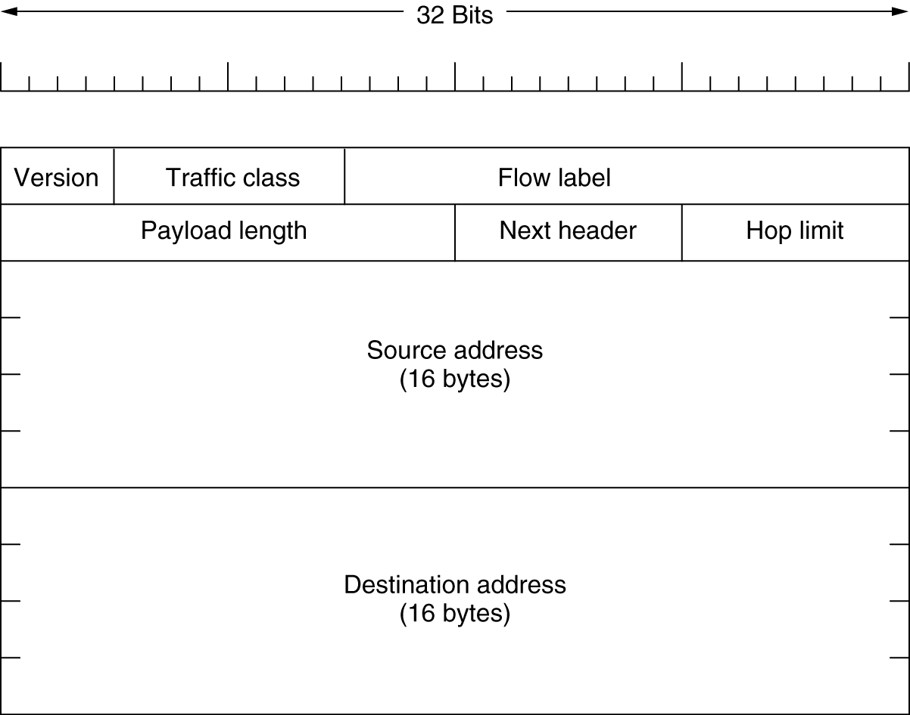 32 Bits
Version Traffic class Flow label
Payload length Next header Hop limit
Source address
(16 bytes)
Destination address
(16 bytes)